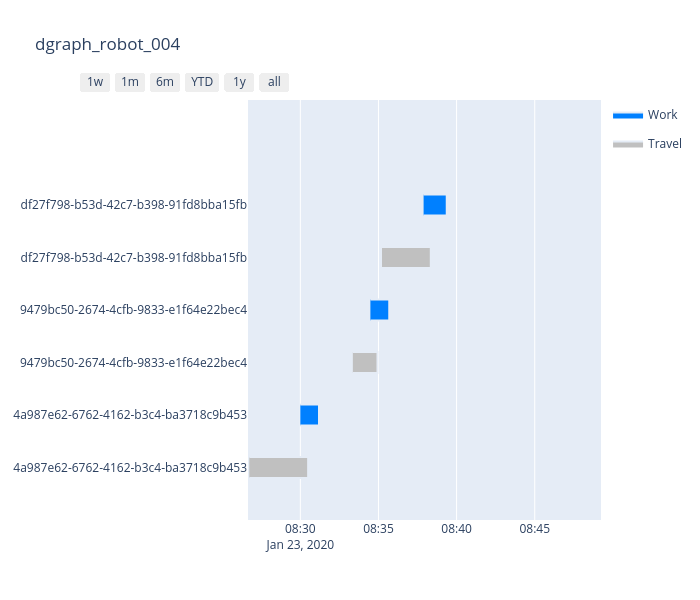 dgraph_robot_004
1w 1m 6m YTD 1y all
Work
Travel
df27f798-b53d-42c7-b398-91fd8bba15fb
df27f798-b53d-42c7-b398-91fd8bba15fb
9479bc50-2674-4cfb-9833-e1f64e22bec4
9479bc50-2674-4cfb-9833-e1f64e22bec4
4a987e62-6762-4162-b3c4-ba3718c9b453
4a987e62-6762-4162-b3c4-ba3718c9b453
08:30 08:35 08:40 08:45
Jan 23, 2020